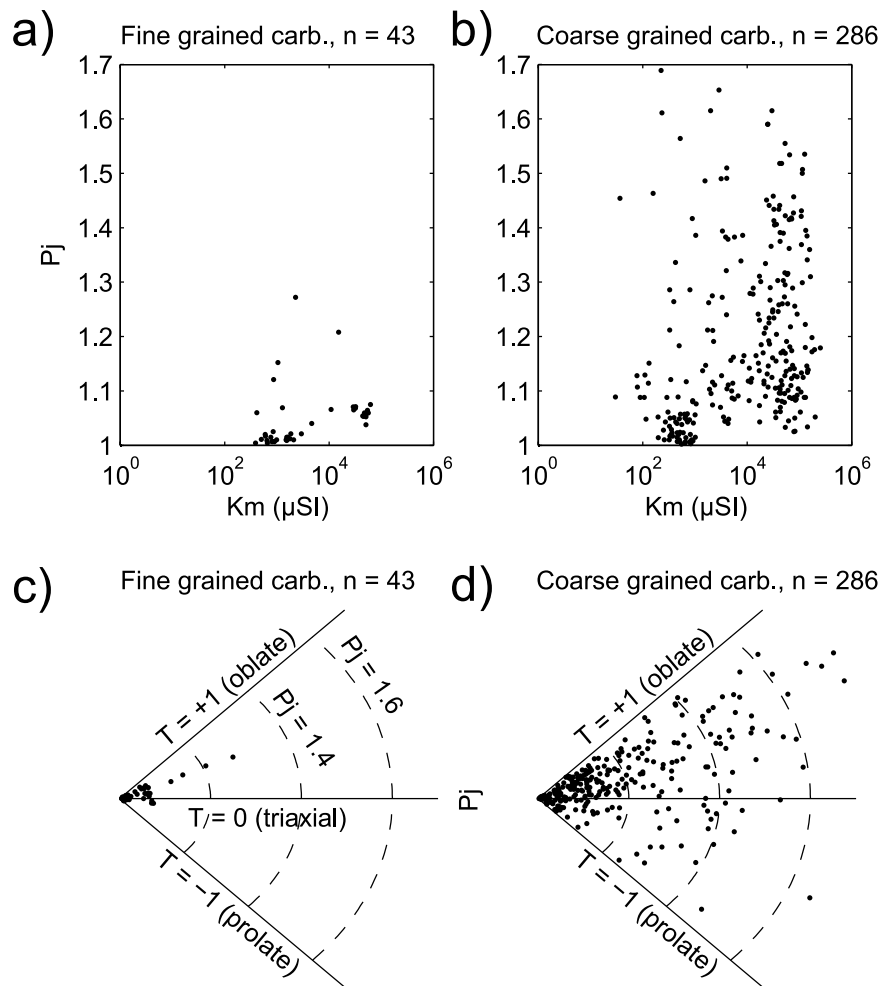 a) Fine grained carb., n = 43
b) Coarse grained carb., n = 286
1.7
1.6
1.5
1.4
1.3
1.2
1.1
1
Pj
10^0
10^2
10^4
10^6
Km (µSI)
1.7
1.6
1.5
1.4
1.3
1.2
1.1
1
10^0
10^2
10^4
10^6
Km (µSI)
c) Fine grained carb., n = 43
T = +1 (oblate)
Pj = 1.6
Pj = 1.4
T = 0 (triaxial)
T = −1 (prolate)
d) Coarse grained carb., n = 286
Pj
T = +1 (oblate)
T = −1 (prolate)